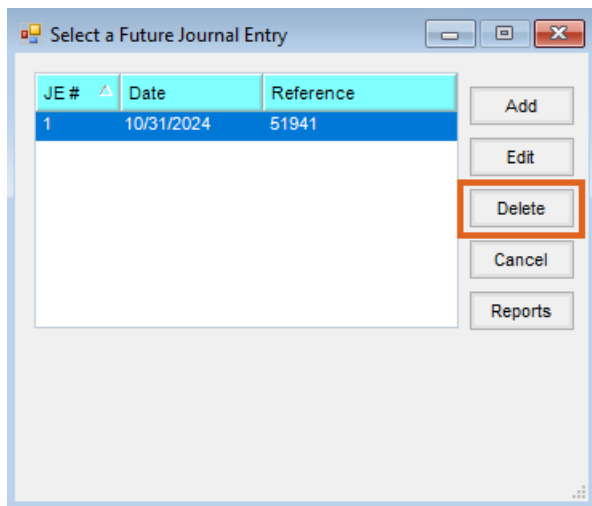 Select a Future Journal Entry
JE # Date Reference
1 10/31/2024 51941
Add
Edit
Delete
Cancel
Reports